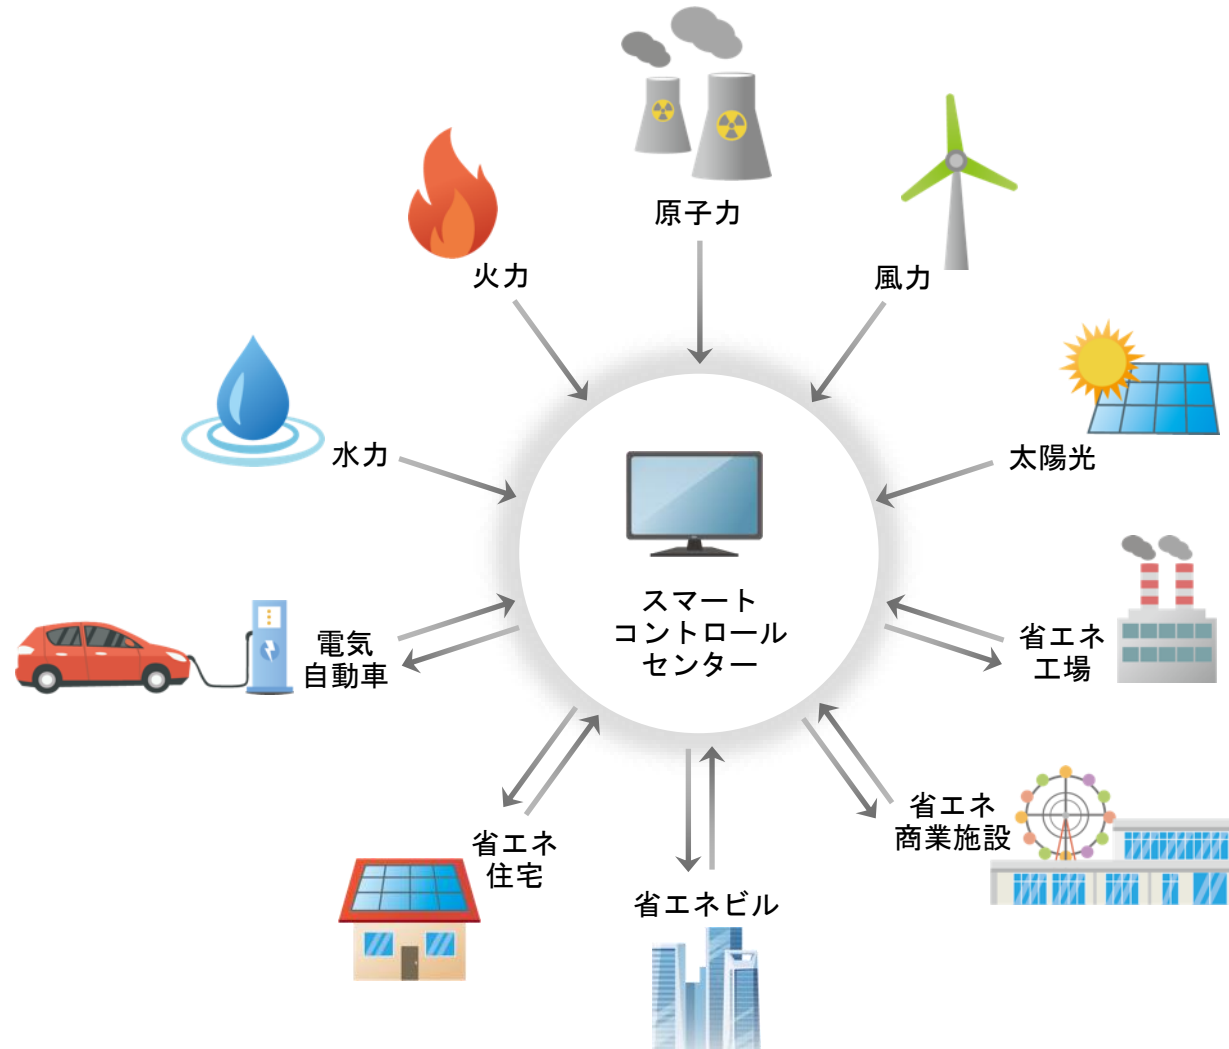 原子力
火力
風力
水力
太陽光
スマート
コントロール
センター
電気
自動車
省エネ
工場
省エネ
商業施設
省エネ
住宅
省エネビル